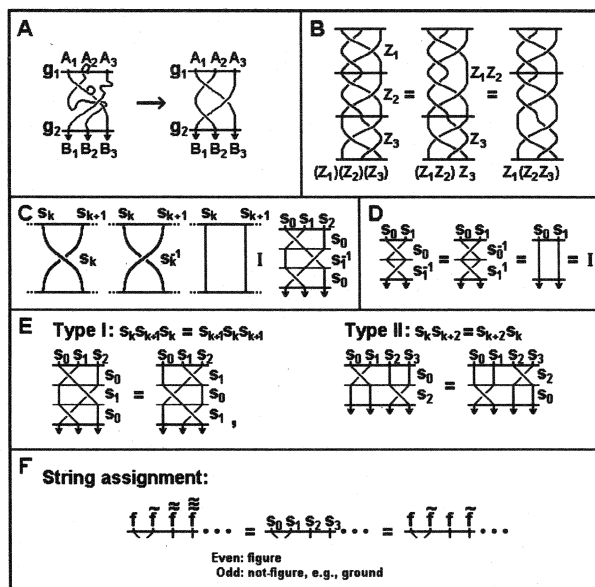 A
A₁ A₂ A₃
g₁
g₂
B₁ B₂ B₃
A₁ A₂ A₃
g₁
g₂
B₁ B₂ B₃
B
Z₁
Z₂
Z₃
(Z₁)(Z₂)(Z₃)
=
Z₁Z₂
Z₃
(Z₁Z₂) Z₃
=
Z₁(Z₂Z₃)
C
sₖ sₖ₊₁
sₖ
sₖ sₖ₊₁
sₖ⁻¹
sₖ sₖ₊₁
I
s₀ s₁ s₂
s₀
s₁⁻¹
s₀
D
s₀ s₁
s₀
s₁⁻¹
=
s₀ s₁
s₀⁻¹
s₁⁻¹
=
s₀ s₁
= I
E Type I: sₖsₖ₊₁sₖ = sₖ₊₁sₖsₖ₊₁
s₀ s₁ s₂
s₀
s₁
s₀
=
s₀ s₁ s₂
s₁
s₀
s₁ ,
Type II: sₖsₖ₊₂ = sₖ₊₂sₖ
s₀ s₁ s₂ s₃
s₀
s₂
=
s₀ s₁ s₂ s₃
s₂
s₀
F
String assignment:
f f̃ f̃̃ f̃̃̃ ··· = s₀ s₁ s₂ s₃ ··· = f f̃ f f̃ ···
Even: figure
Odd: not-figure, e.g., ground